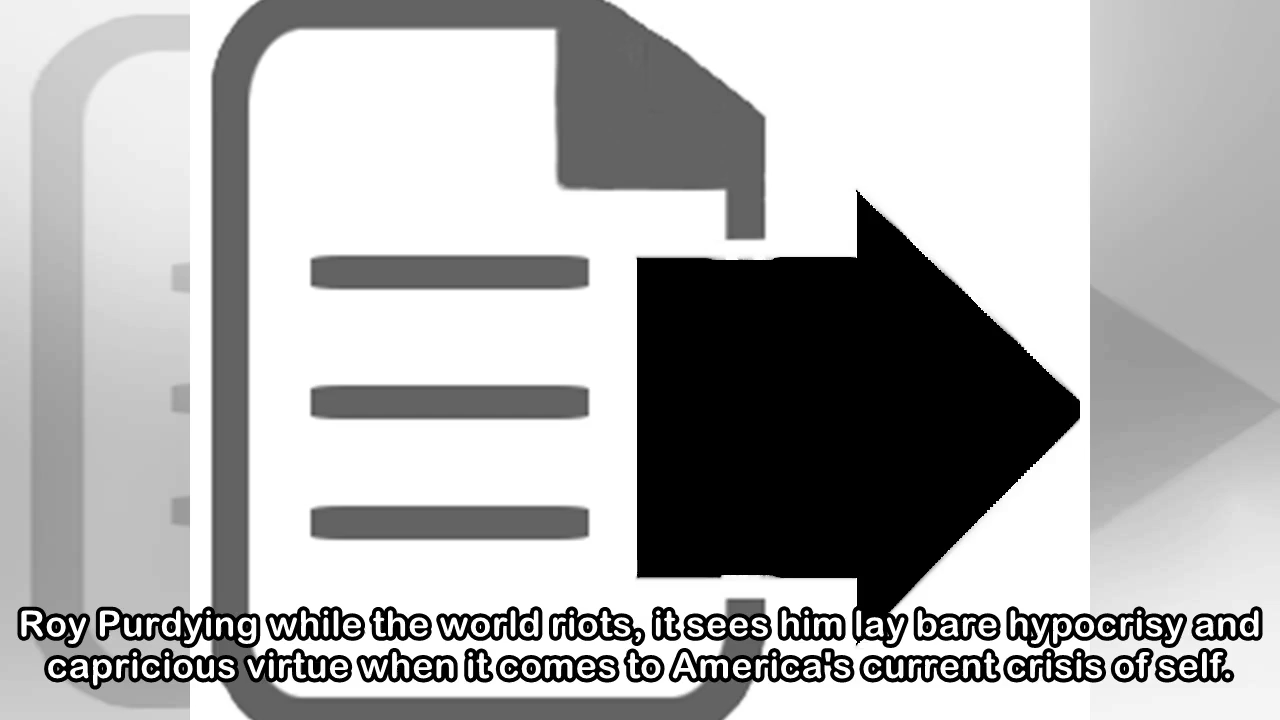 Roy Purdying while the world riots, it sees him lay bare hypocrisy and
capricious virtue when it comes to America's current crisis of self.